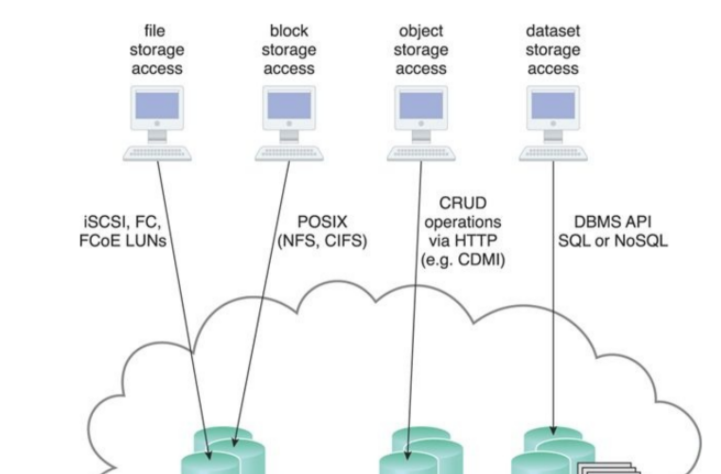 file
storage
access
block
storage
access
object
storage
access
dataset
storage
access
iSCSI, FC,
FCoE LUNs
POSIX
(NFS, CIFS)
CRUD
operations
via HTTP
(e.g. CDMI)
DBMS API
SQL or NoSQL